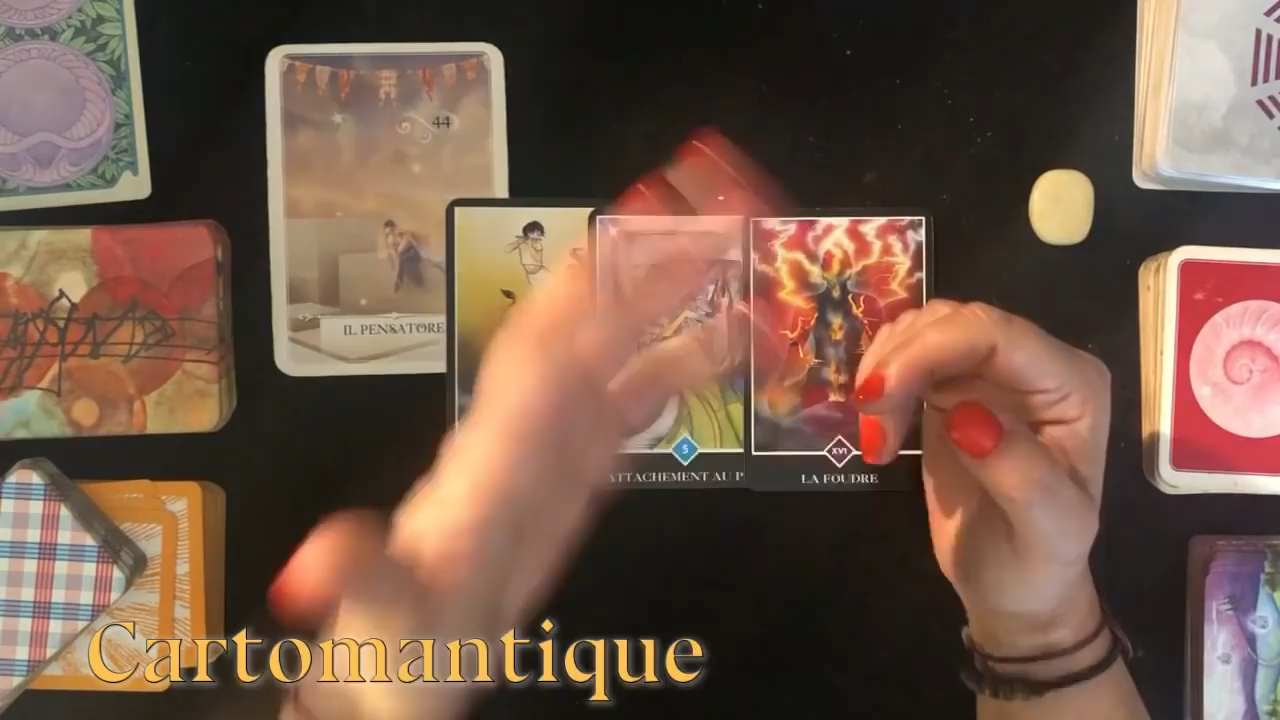 44
IL PENSATORE
5
ATTACHEMENT AU P
XVI
LA FOUDRE
Cartomantique